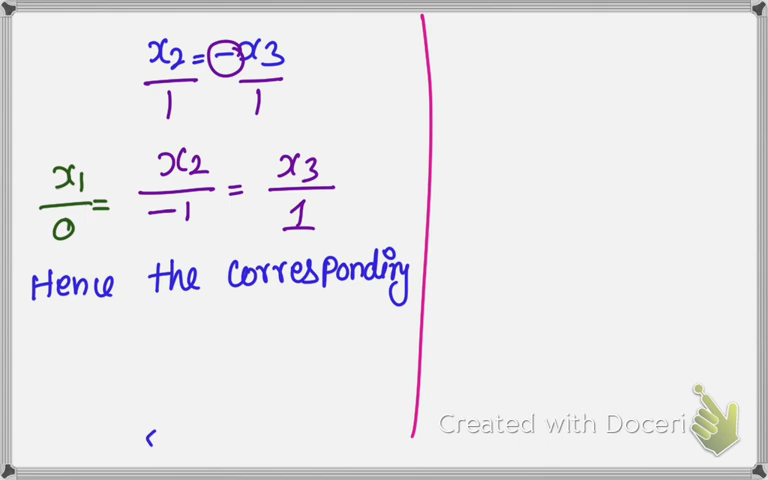 x2 = -x3
1 1
x1/0 = x2/-1 = x3/1
Hence the corresponding
Created with Doceri